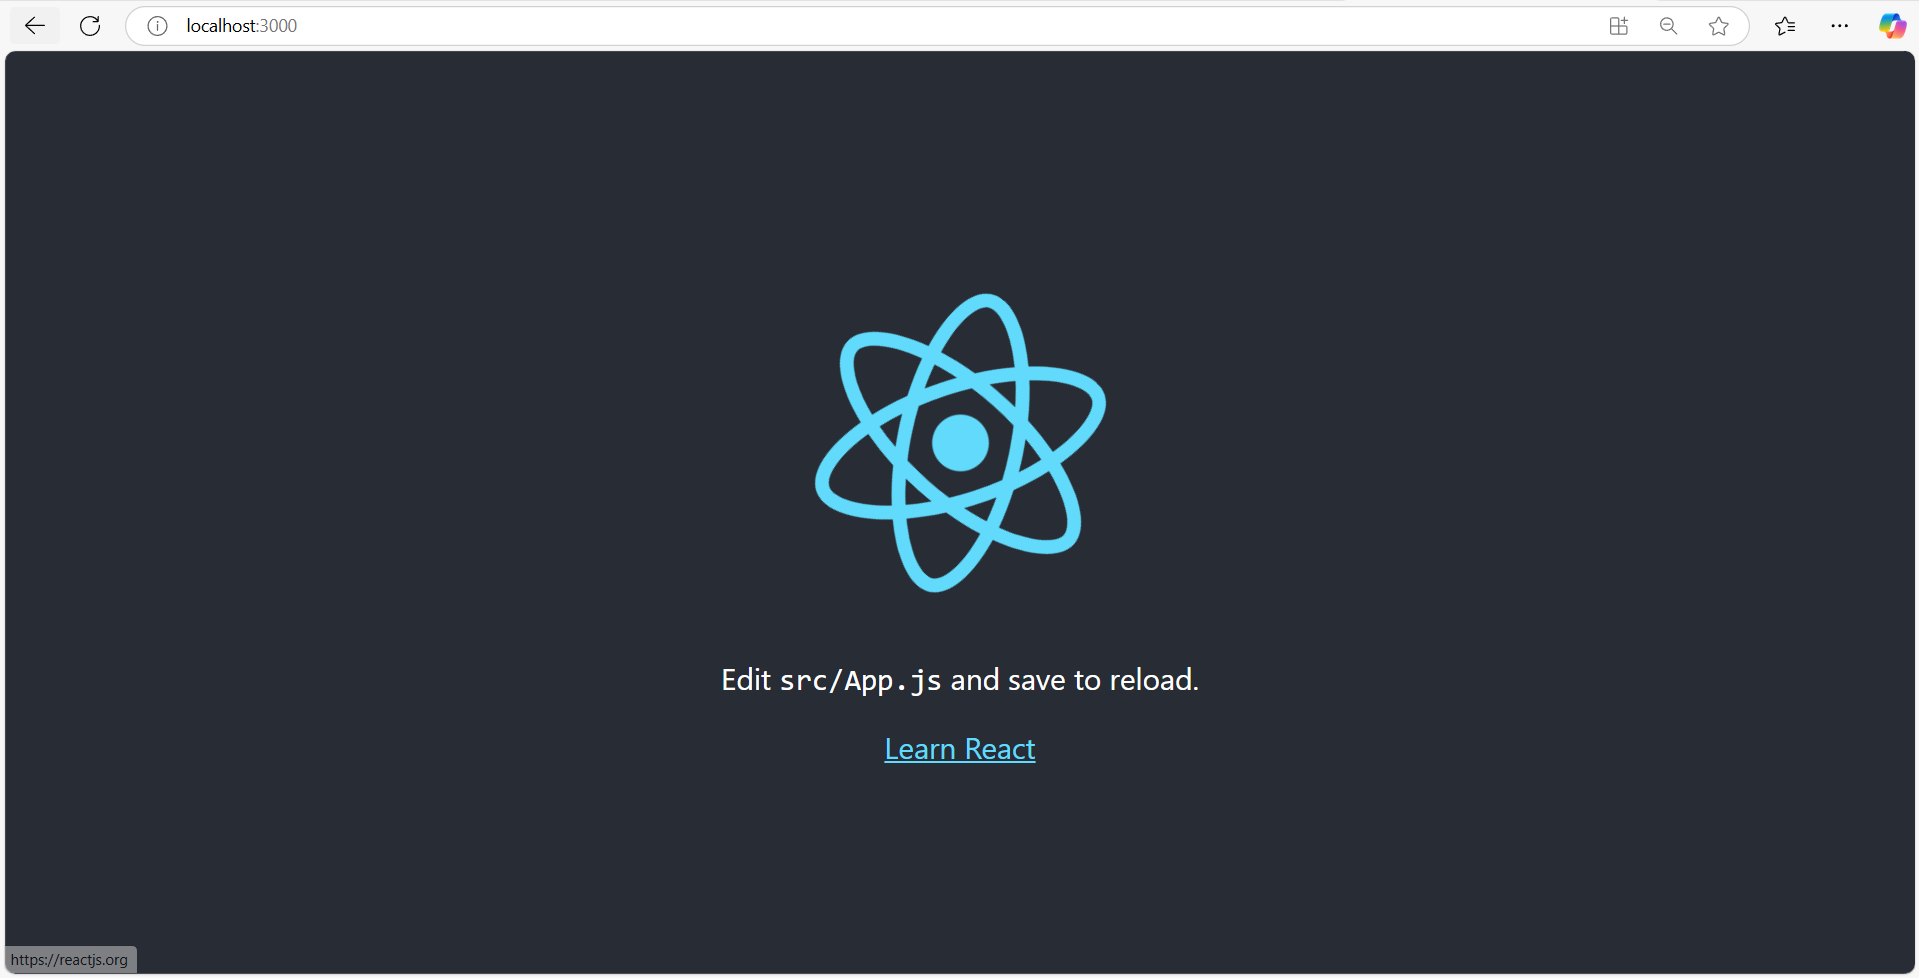 localhost:3000
Edit src/App.js and save to reload.
Learn React
https://reactjs.org